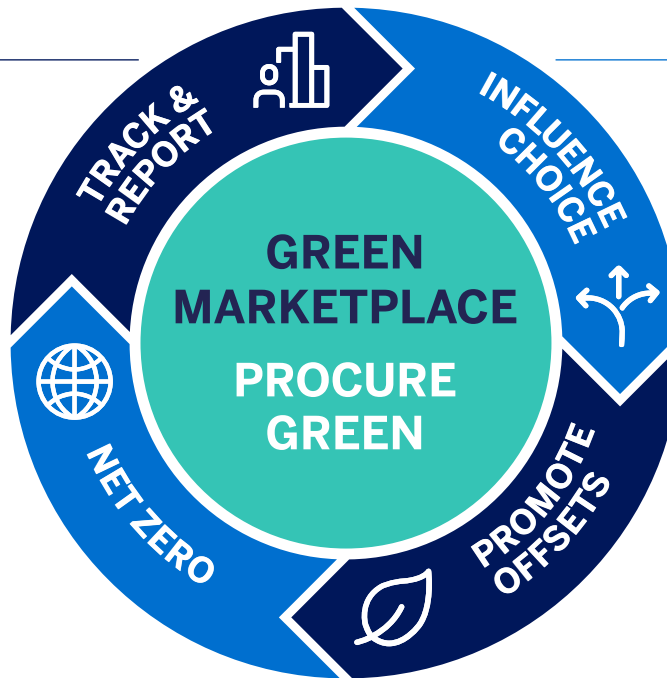 TRACK &
REPORT
INFLUENCE
CHOICE
GREEN
MARKETPLACE
PROCURE
GREEN
PROMOTE
OFFSETS
NET ZERO